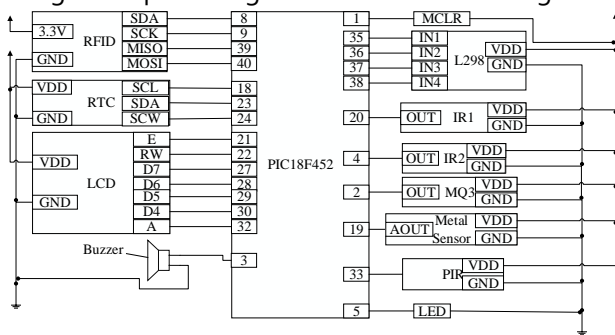 RFID
3.3V
GND
SDA
SCK
MISO
MOSI
8
9
39
40
RTC
VDD
GND
SCL
SDA
SCW
18
23
24
LCD
VDD
GND
E
RW
D7
D6
D5
D4
A
21
22
27
28
29
30
32
Buzzer
3
PIC18F452
1
MCLR
35
36
37
38
IN1
IN2
IN3
IN4
L298
VDD
GND
20
OUT
IR1
VDD
GND
4
OUT
IR2
VDD
GND
2
OUT
MQ3
VDD
GND
19
AOUT
Metal
Sensor
VDD
GND
33
PIR
VDD
GND
5
LED